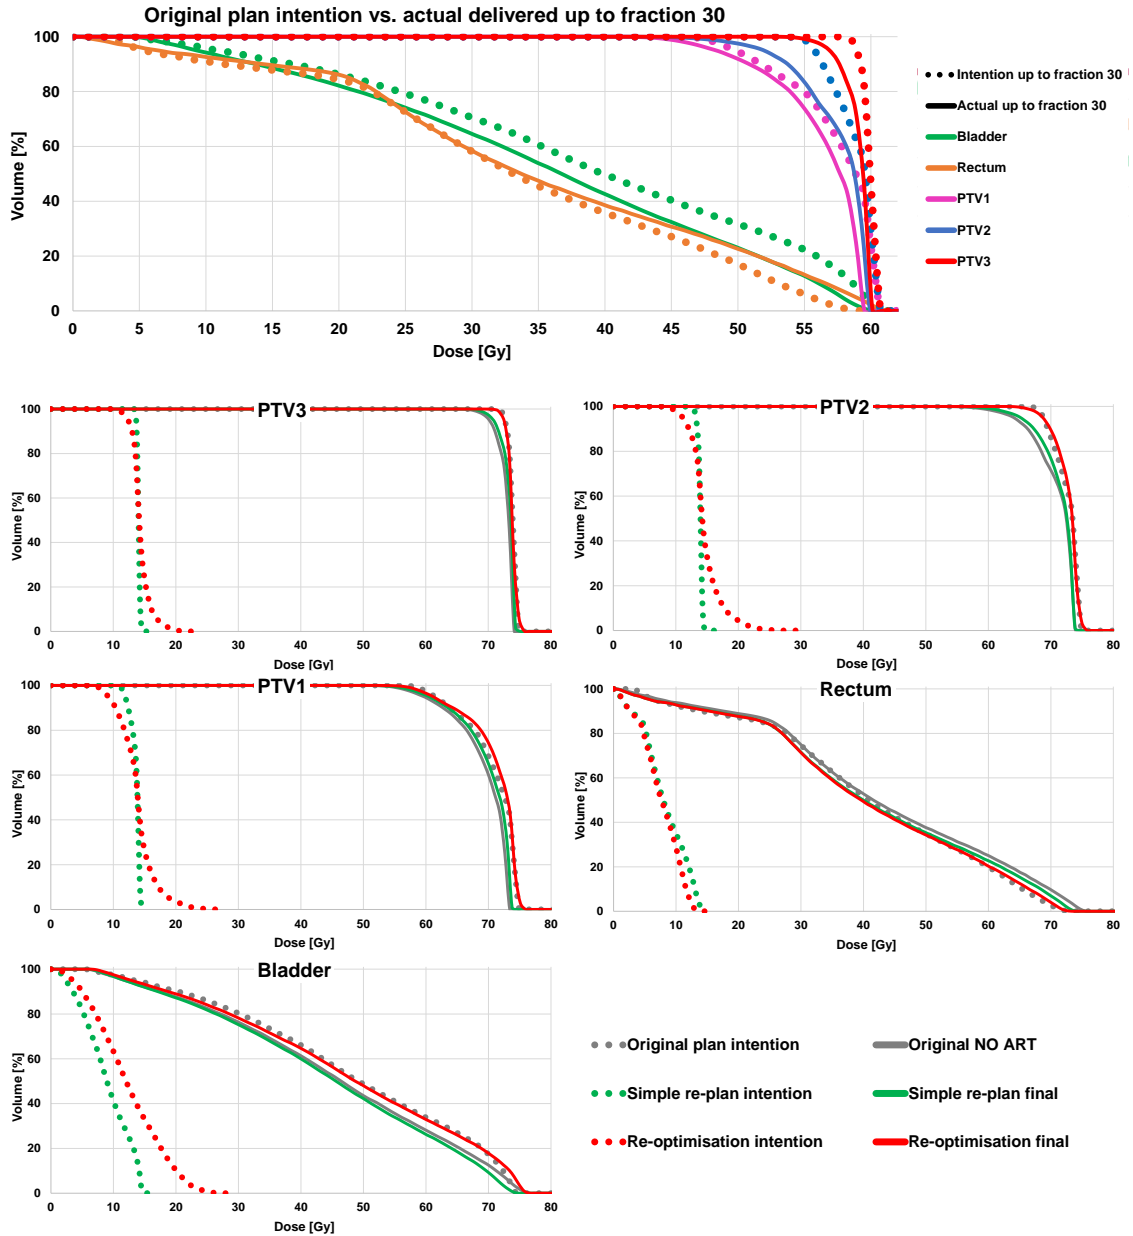 Original plan intention vs. actual delivered up to fraction 30
Volume [%]
100
80
60
40
20
0
0 5 10 15 20 25 30 35 40 45 50 55 60
Dose [Gy]
Intention up to fraction 30
Actual up to fraction 30
Bladder
Rectum
PTV1
PTV2
PTV3
PTV3
Volume [%]
100
80
60
40
20
0
0 10 20 30 40 50 60 70 80
Dose [Gy]
PTV2
Volume [%]
100
80
60
40
20
0
0 10 20 30 40 50 60 70 80
Dose [Gy]
PTV1
Volume [%]
100
80
60
40
20
0
0 10 20 30 40 50 60 70 80
Dose [Gy]
Rectum
Volume [%]
100
80
60
40
20
0
0 10 20 30 40 50 60 70 80
Dose [Gy]
Bladder
Volume [%]
100
80
60
40
20
0
0 10 20 30 40 50 60 70 80
Dose [Gy]
Original plan intention
Original NO ART
Simple re-plan intention
Simple re-plan final
Re-optimisation intention
Re-optimisation final